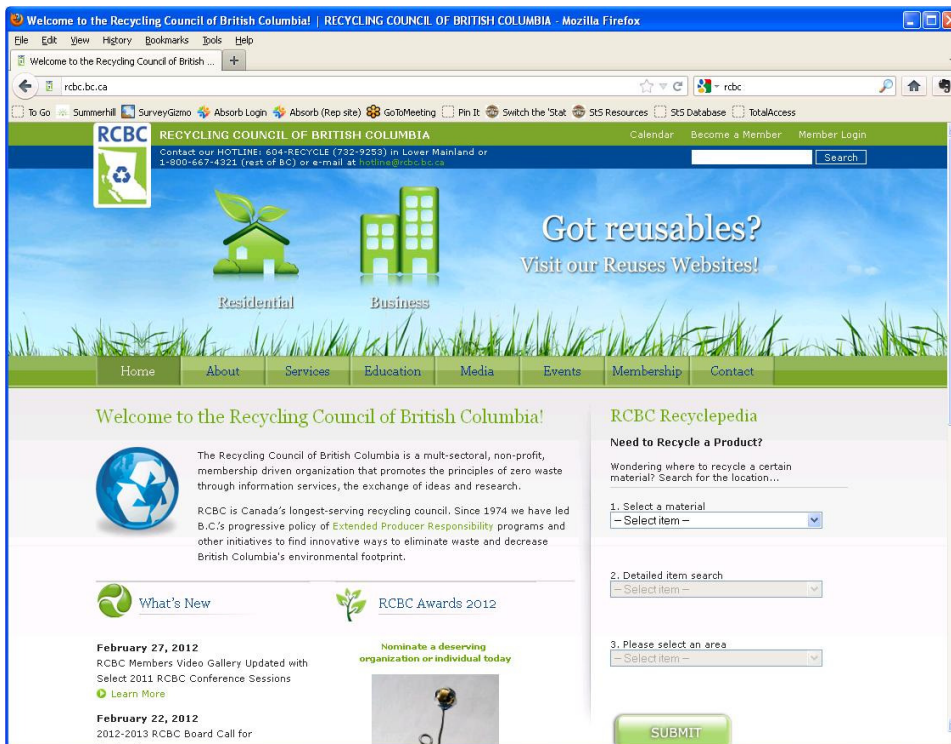 Welcome to the Recycling Council of British Columbia! | RECYCLING COUNCIL OF BRITISH COLUMBIA - Mozilla Firefox
File Edit View History Bookmarks Tools Help
Welcome to the Recycling Council of British ... +
rcbc.bc.ca
rcbc
To Go Summerhill SurveyGizmo Absorb Login Absorb (Rep site) GoToMeeting Pin It Switch the 'Stat StS Resources StS Database TotalAccess
RCBC RECYCLING COUNCIL OF BRITISH COLUMBIA
Calendar Become a Member Member Login
Contact our HOTLINE: 604-RECYCLE (732-9253) in Lower Mainland or
1-800-667-4321 (rest of BC) or e-mail at hotline@rcbc.bc.ca
Search
Got reusables?
Visit our Reuses Websites!
Residential Business
Home About Services Education Media Events Membership Contact
Welcome to the Recycling Council of British Columbia!
The Recycling Council of British Columbia is a mult-sectoral, non-profit,
membership driven organization that promotes the principles of zero waste
through information services, the exchange of ideas and research.
RCBC is Canada's longest-serving recycling council. Since 1974 we have led
B.C.'s progressive policy of Extended Producer Responsibility programs and
other initiatives to find innovative ways to eliminate waste and decrease
British Columbia's environmental footprint.
What's New
February 27, 2012
RCBC Members Video Gallery Updated with
Select 2011 RCBC Conference Sessions
Learn More
February 22, 2012
2012-2013 RCBC Board Call for
RCBC Awards 2012
Nominate a deserving
organization or individual today
RCBC Recyclepedia
Need to Recycle a Product?
Wondering where to recycle a certain
material? Search for the location...
1. Select a material
-- Select item --
2. Detailed item search
-- Select item --
3. Please select an area
-- Select item --
SUBMIT